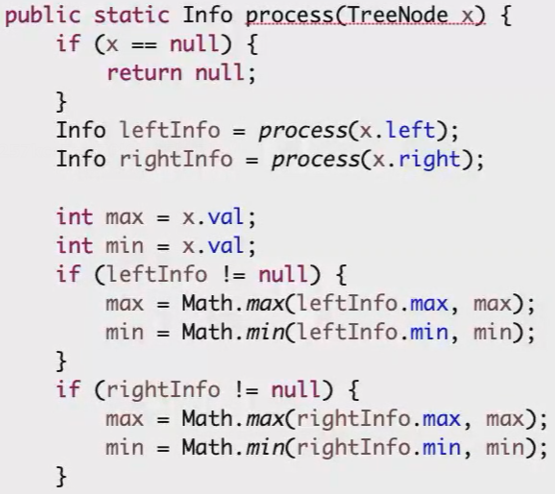 public static Info process(TreeNode x) {
    if (x == null) {
        return null;
    }
    Info leftInfo = process(x.left);
    Info rightInfo = process(x.right);

    int max = x.val;
    int min = x.val;
    if (leftInfo != null) {
        max = Math.max(leftInfo.max, max);
        min = Math.min(leftInfo.min, min);
    }
    if (rightInfo != null) {
        max = Math.max(rightInfo.max, max);
        min = Math.min(rightInfo.min, min);
    }